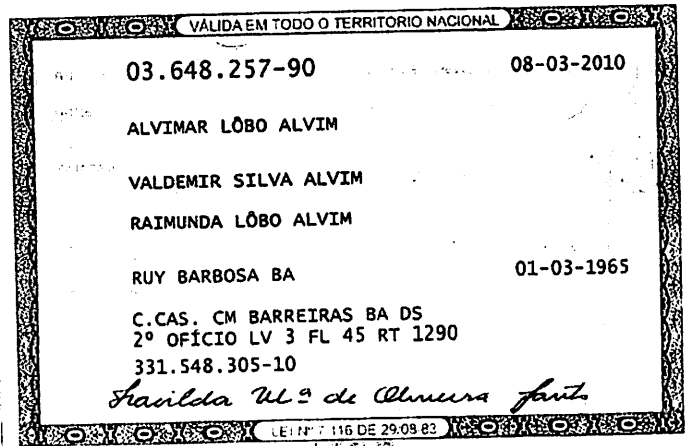 VÁLIDA EM TODO O TERRITORIO NACIONAL
03.648.257-90 08-03-2010
ALVIMAR LÔBO ALVIM
VALDEMIR SILVA ALVIM
RAIMUNDA LÔBO ALVIM
RUY BARBOSA BA 01-03-1965
C.CAS. CM BARREIRAS BA DS
2º OFÍCIO LV 3 FL 45 RT 1290
331.548.305-10
Mª de
LEI Nº 7.116 DE 29.08.83